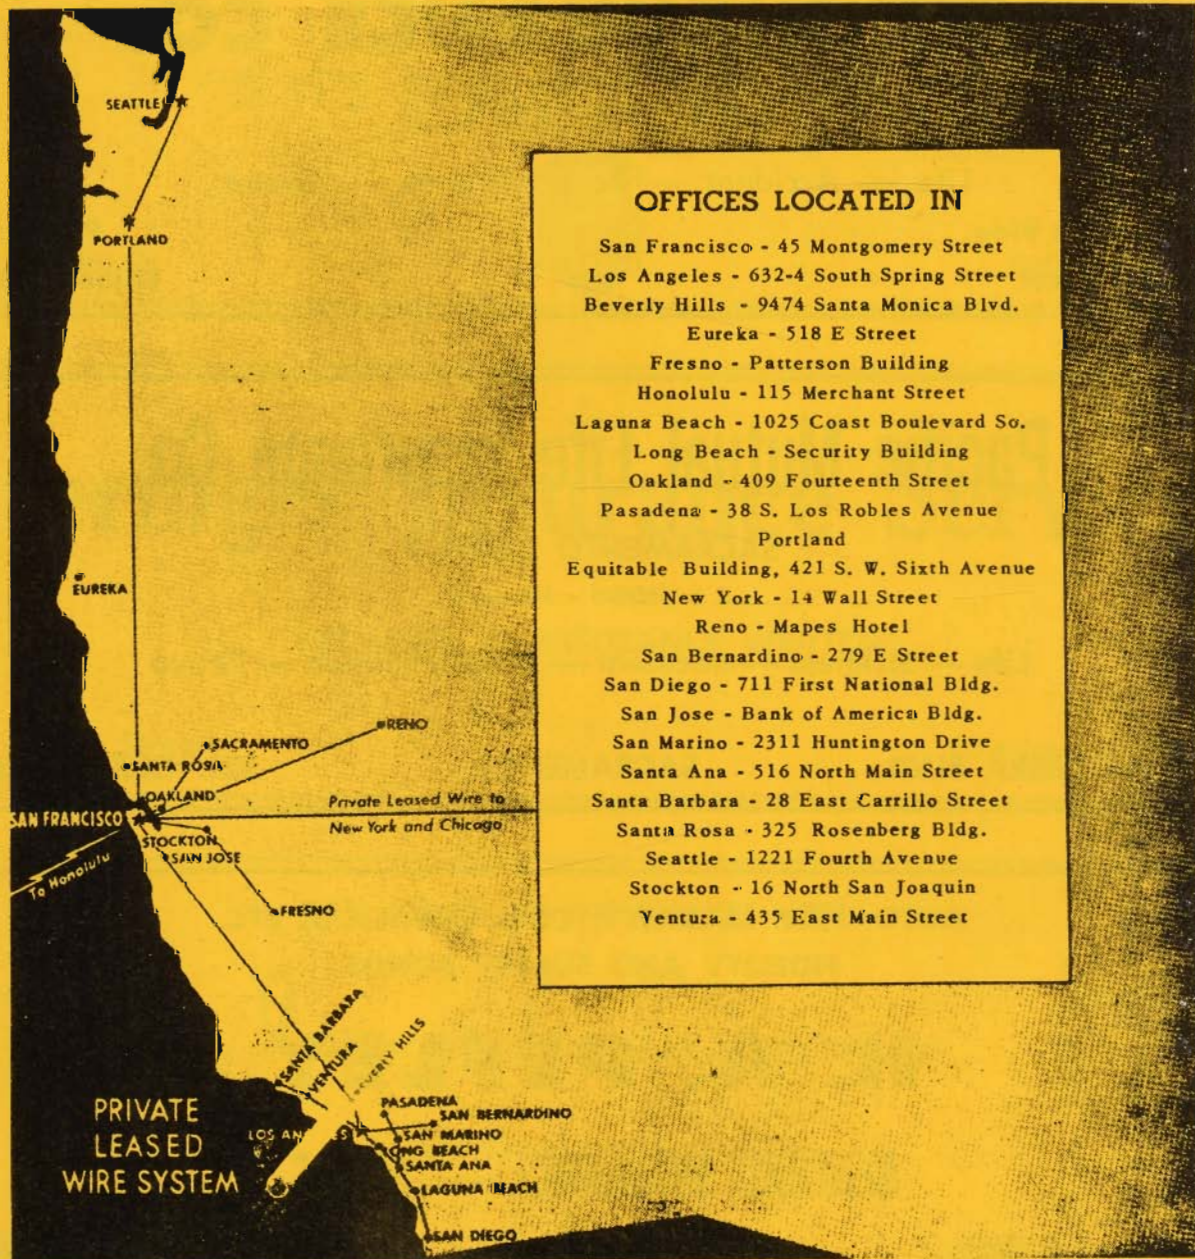 SEATTLE
PORTLAND
EUREKA
RENO
SACRAMENTO
SANTA ROSA
OAKLAND
SAN FRANCISCO
Private Leased Wire to
New York and Chicago
STOCKTON
SAN JOSE
To Honolulu
FRESNO
SANTA BARBARA
VENTURA
HILLS
PASADENA
SAN BERNARDINO
LOS
SAN MARINO
BEACH
SANTA ANA
LAGUNA BEACH
SAN DIEGO
PRIVATE
LEASED
WIRE SYSTEM
OFFICES LOCATED IN
San Francisco - 45 Montgomery Street
Los Angeles - 632-4 South Spring Street
Beverly Hills - 9474 Santa Monica Blvd.
Eureka - 518 E Street
Fresno - Patterson Building
Honolulu - 115 Merchant Street
Laguna Beach - 1025 Coast Boulevard So.
Long Beach - Security Building
Oakland - 409 Fourteenth Street
Pasadena - 38 S. Los Robles Avenue
Portland
Equitable Building, 421 S. W. Sixth Avenue
New York - 14 Wall Street
Reno - Mapes Hotel
San Bernardino - 279 E Street
San Diego - 711 First National Bldg.
San Jose - Bank of America Bldg.
San Marino - 2311 Huntington Drive
Santa Ana - 516 North Main Street
Santa Barbara - 28 East Carrillo Street
Santa Rosa - 325 Rosenberg Bldg.
Seattle - 1221 Fourth Avenue
Stockton - 16 North San Joaquin
Ventura - 435 East Main Street